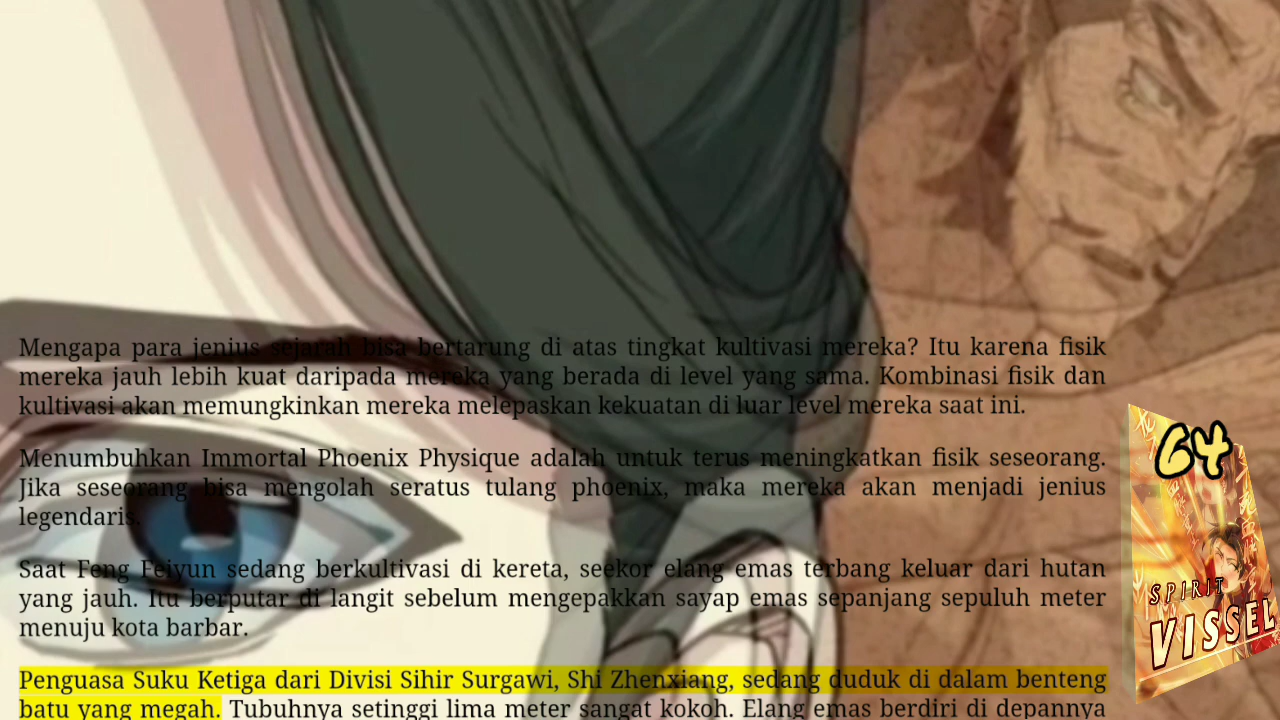 Mengapa para jenius sejarah bisa bertarung di atas tingkat kultivasi mereka? Itu karena fisik
mereka jauh lebih kuat daripada mereka yang berada di level yang sama. Kombinasi fisik dan
kultivasi akan memungkinkan mereka melepaskan kekuatan di luar level mereka saat ini.
Menumbuhkan Immortal Phoenix Physique adalah untuk terus meningkatkan fisik seseorang.
Jika seseorang bisa mengolah seratus tulang phoenix, maka mereka akan menjadi jenius
legendaris.
Saat Feng Feiyun sedang berkultivasi di kereta, seekor elang emas terbang keluar dari hutan
yang jauh. Itu berputar di langit sebelum mengepakkan sayap emas sepanjang sepuluh meter
menuju kota barbar.
Penguasa Suku Ketiga dari Divisi Sihir Surgawi, Shi Zhenxiang, sedang duduk di dalam benteng
batu yang megah. Tubuhnya setinggi lima meter sangat kokoh. Elang emas berdiri di depannya
64
SPIRIT
VISSEL